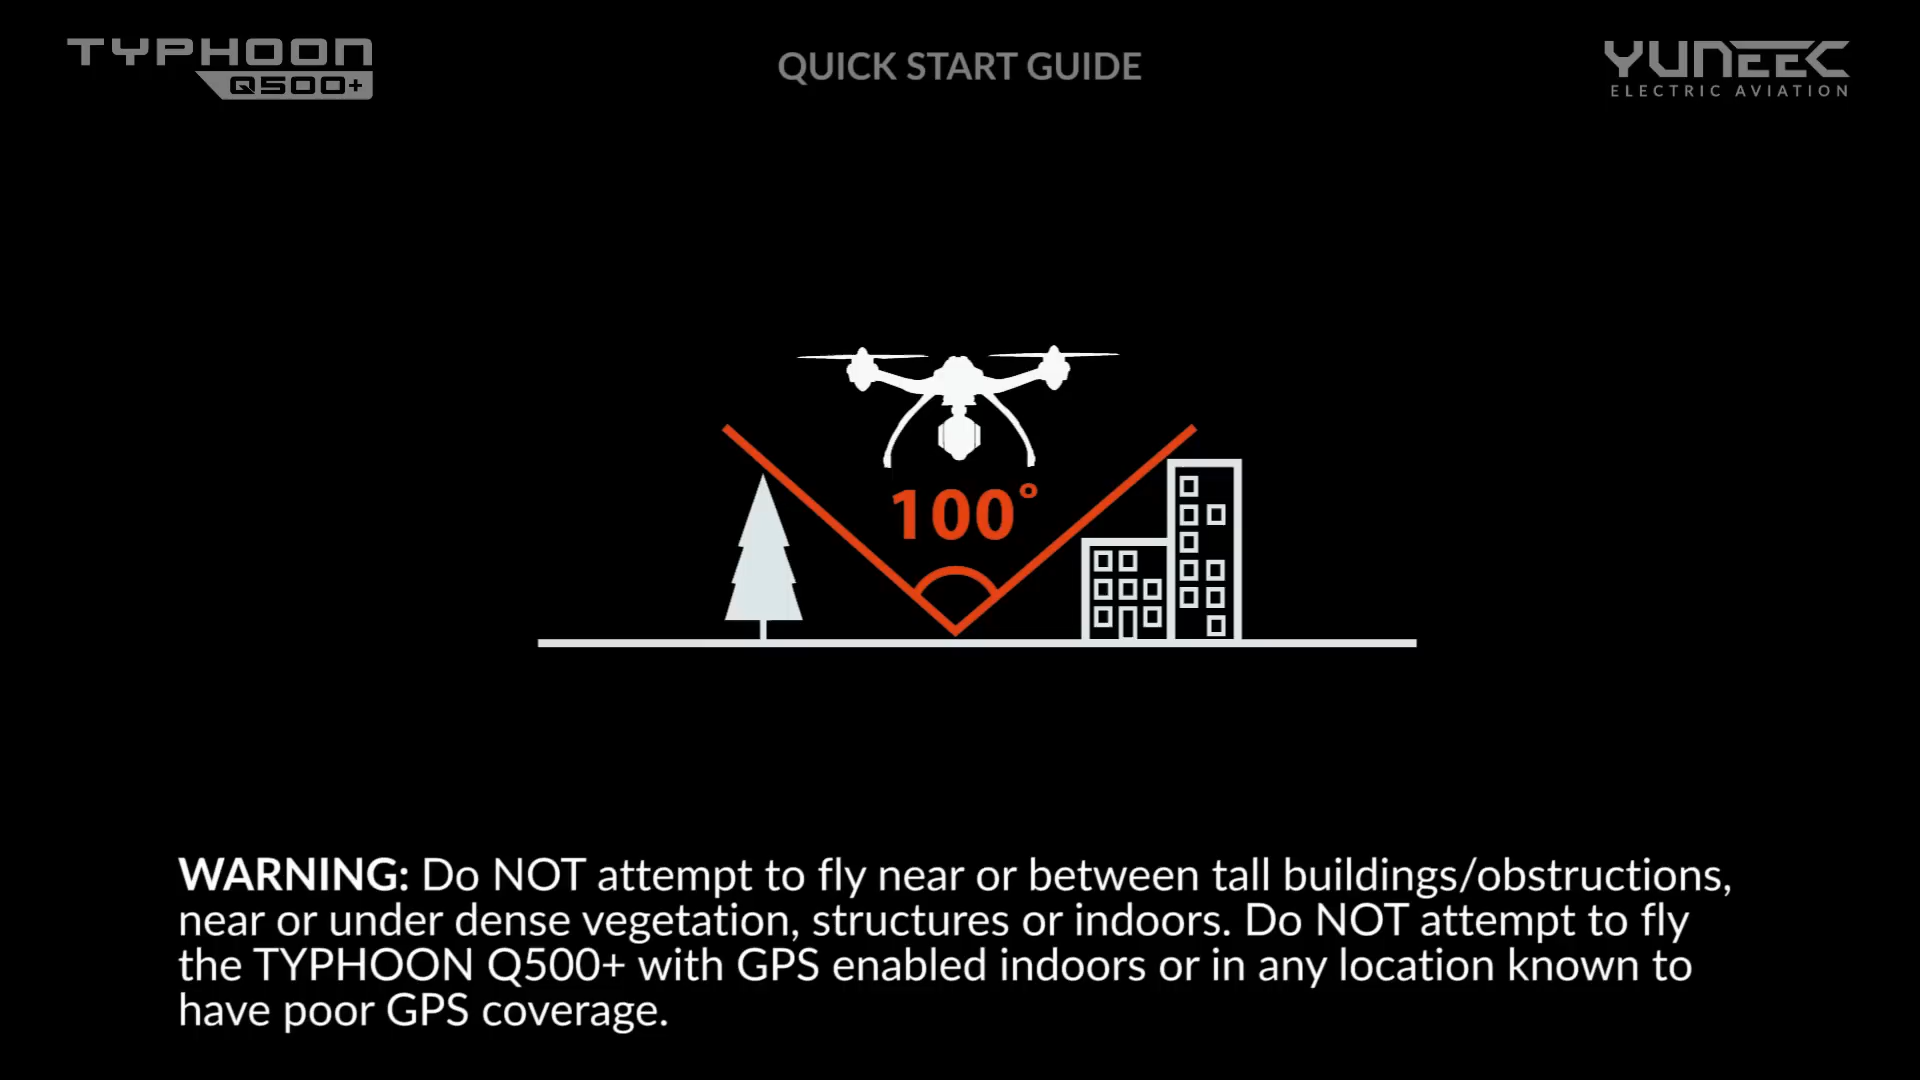 TYPHOON
Q500+
QUICK START GUIDE
YUNEEC
ELECTRIC AVIATION
100°
WARNING: Do NOT attempt to fly near or between tall buildings/obstructions,
near or under dense vegetation, structures or indoors. Do NOT attempt to fly
the TYPHOON Q500+ with GPS enabled indoors or in any location known to
have poor GPS coverage.